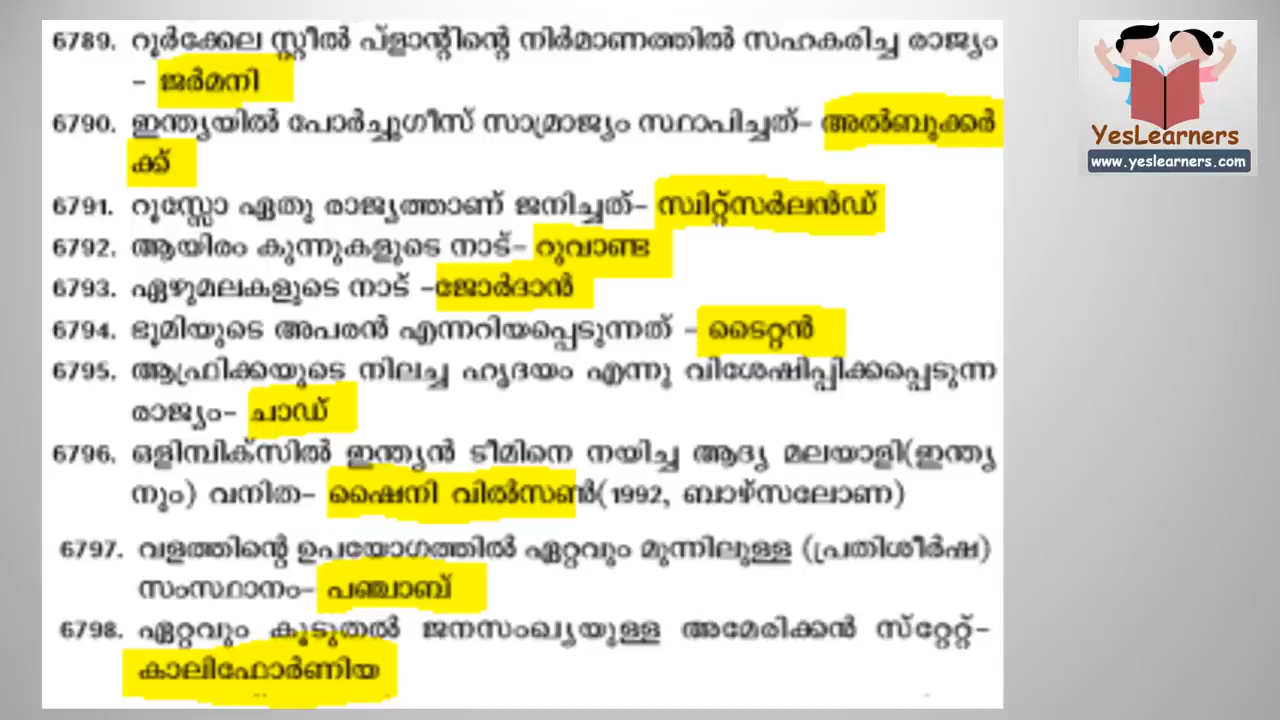 6789. റൂർക്കേല സ്റ്റീൽ പ്ളാന്റിന്റെ നിർമാണത്തിൽ സഹകരിച്ച രാജ്യം
- ജർമനി
6790. ഇന്ത്യയിൽ പോർച്ചുഗീസ് സാമ്രാജ്യം സ്ഥാപിച്ചത്- അൽബുക്കർ
ക്ക്
6791. റൂസ്സോ ഏതു രാജ്യത്താണ് ജനിച്ചത്- സ്വിറ്റ്സർലൻഡ്
6792. ആയിരം കുന്നുകളുടെ നാട്- റുവാണ്ട
6793. ഏഴുമലകളുടെ നാട് -ജോർദാൻ
6794. ഭൂമിയുടെ അപരൻ എന്നറിയപ്പെടുന്നത് - ടൈറ്റൻ
6795. ആഫ്രിക്കയുടെ നിലച്ച ഹൃദയം എന്നു വിശേഷിപ്പിക്കപ്പെടുന്ന
രാജ്യം- ചാഡ്
6796. ഒളിമ്പിക്സിൽ ഇന്ത്യൻ ടീമിനെ നയിച്ച ആദ്യ മലയാളി(ഇന്ത്യ
നും) വനിത- ഷൈനി വിൽസൺ(1992, ബാഴ്സലോണ)
6797. വളത്തിന്റെ ഉപയോഗത്തിൽ ഏറ്റവും മുന്നിലുള്ള (പ്രതിശീർഷ)
സംസ്ഥാനം- പഞ്ചാബ്
6798. ഏറ്റവും കൂടുതൽ ജനസംഖ്യയുള്ള അമേരിക്കൻ സ്റ്റേറ്റ്-
കാലിഫോർണിയ
YesLearners
www.yeslearners.com